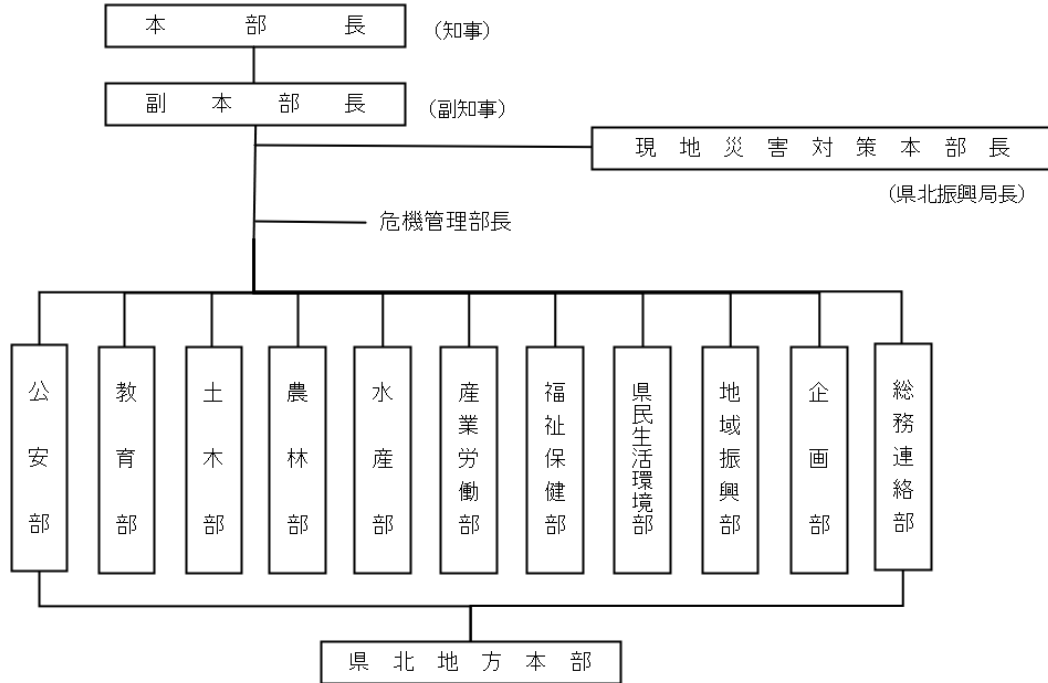 本部長
(知事)
副本部長
(副知事)
現地災害対策本部長
(県北振興局長)
危機管理部長
公安部
教育部
土木部
農林部
水産部
産業労働部
福祉保健部
県民生活環境部
地域振興部
企画部
総務連絡部
県北地方本部